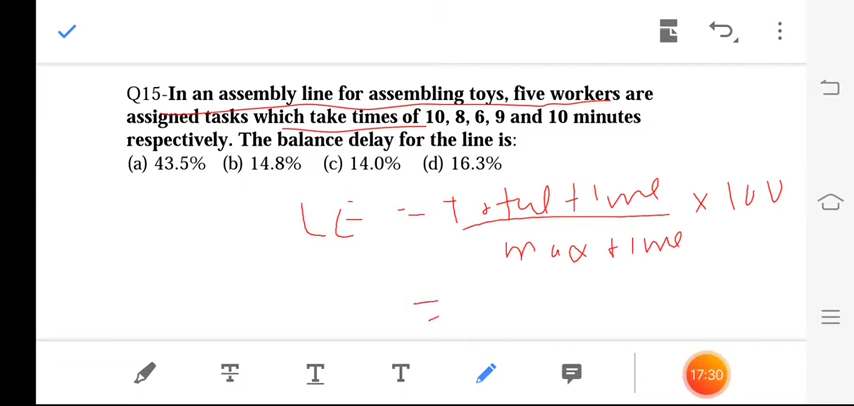 Q15-In an assembly line for assembling toys, five workers are
assigned tasks which take times of 10, 8, 6, 9 and 10 minutes
respectively. The balance delay for the line is:
(a) 43.5% (b) 14.8% (c) 14.0% (d) 16.3%
LE = Total time × 100
max time
=
T T T
17:30